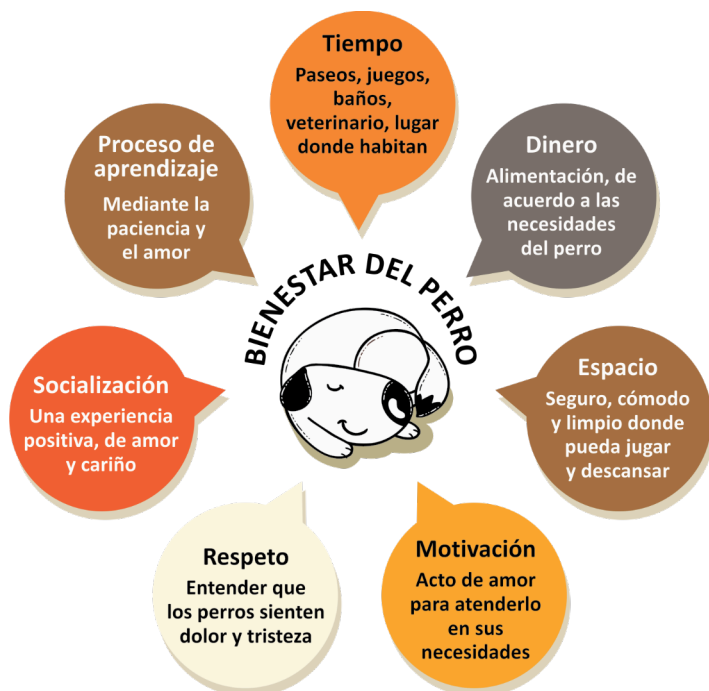 Tiempo
Paseos, juegos,
baños,
veterinario, lugar
donde habitan
Dinero
Alimentación, de
acuerdo a las
necesidades
del perro
Espacio
Seguro, cómodo
y limpio donde
pueda jugar
y descansar
Motivación
Acto de amor
para atenderlo
en sus
necesidades
Respeto
Entender que
los perros sienten
dolor y tristeza
Socialización
Una experiencia
positiva, de amor
y cariño
Proceso de
aprendizaje
Mediante la
paciencia y
el amor
BIENESTAR DEL PERRO